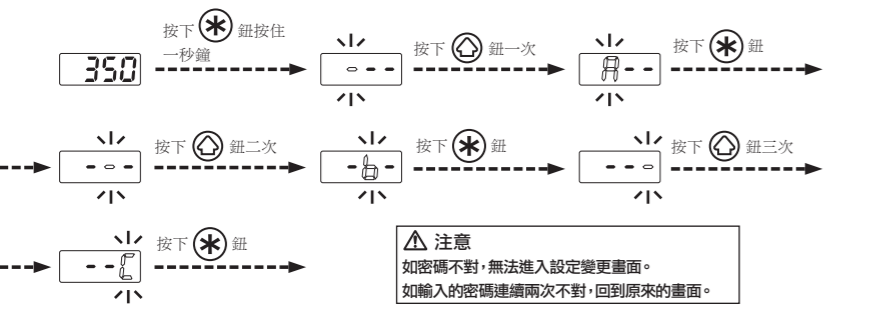 按下 鈕按住
一秒鐘
350
- - -
按下 鈕一次
A - -
按下 鈕
- - -
按下 鈕二次
- b -
按下 鈕
- - -
按下 鈕三次
- - C
按下 鈕
注意
如密碼不對,無法進入設定變更畫面。
如輸入的密碼連續兩次不對,回到原來的畫面。